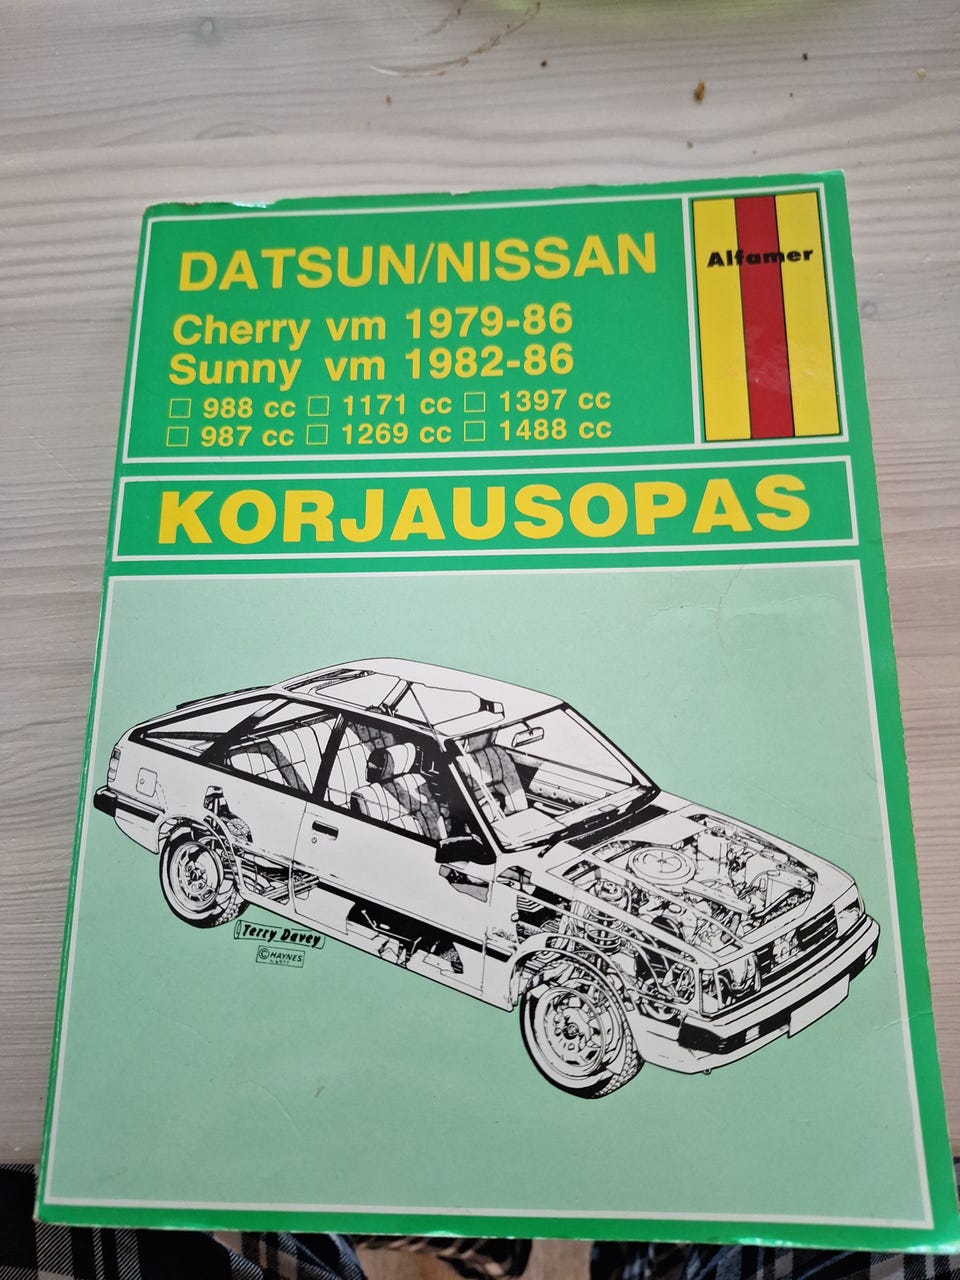 DATSUN/NISSAN
Alfamer
Cherry vm 1979-86
Sunny vm 1982-86
☐ 988 cc ☐ 1171 cc ☐ 1397 cc
☐ 987 cc ☐ 1269 cc ☐ 1488 cc
KORJAUSOPAS
Terry Davey
© HAYNES